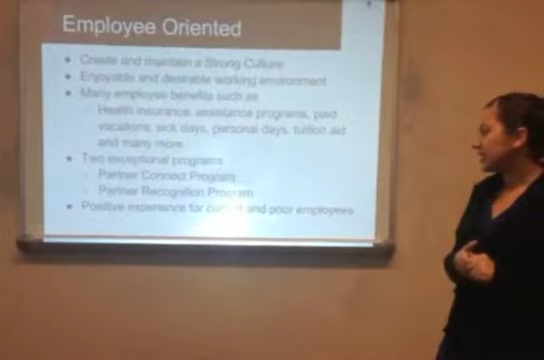 Employee Oriented
Create and maintain a Strong Culture
Enjoyable and desirable working environment
Many employee benefits such as
Health insurance, assistance programs, paid
vacations, sick days, personal days, tuition aid
and many more.
Two exceptional programs
Partner Connect Program
Partner Recognition Program
Positive experience for and poor employees